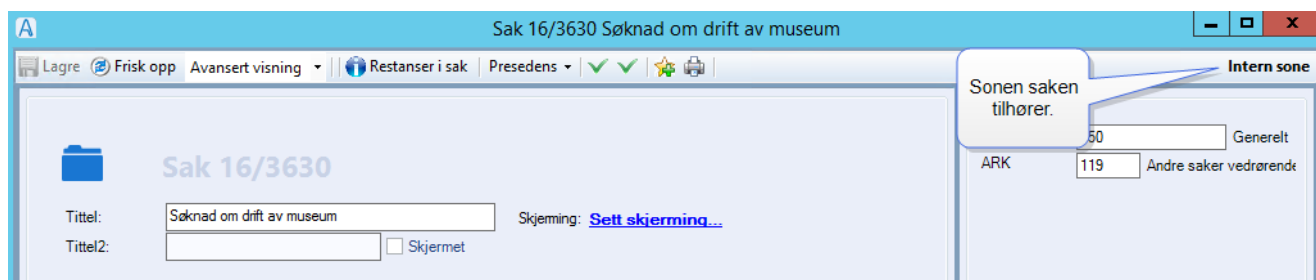 Sak 16/3630 Søknad om drift av museum
Lagre Frisk opp Avansert visning Restanser i sak Presedens
Intern sone
Sonen saken
tilhører.
50 Generelt
Sak 16/3630
ARK 119 Andre saker vedrørende
Tittel: Søknad om drift av museum Skjerming: Sett skjerming...
Tittel2: Skjermet